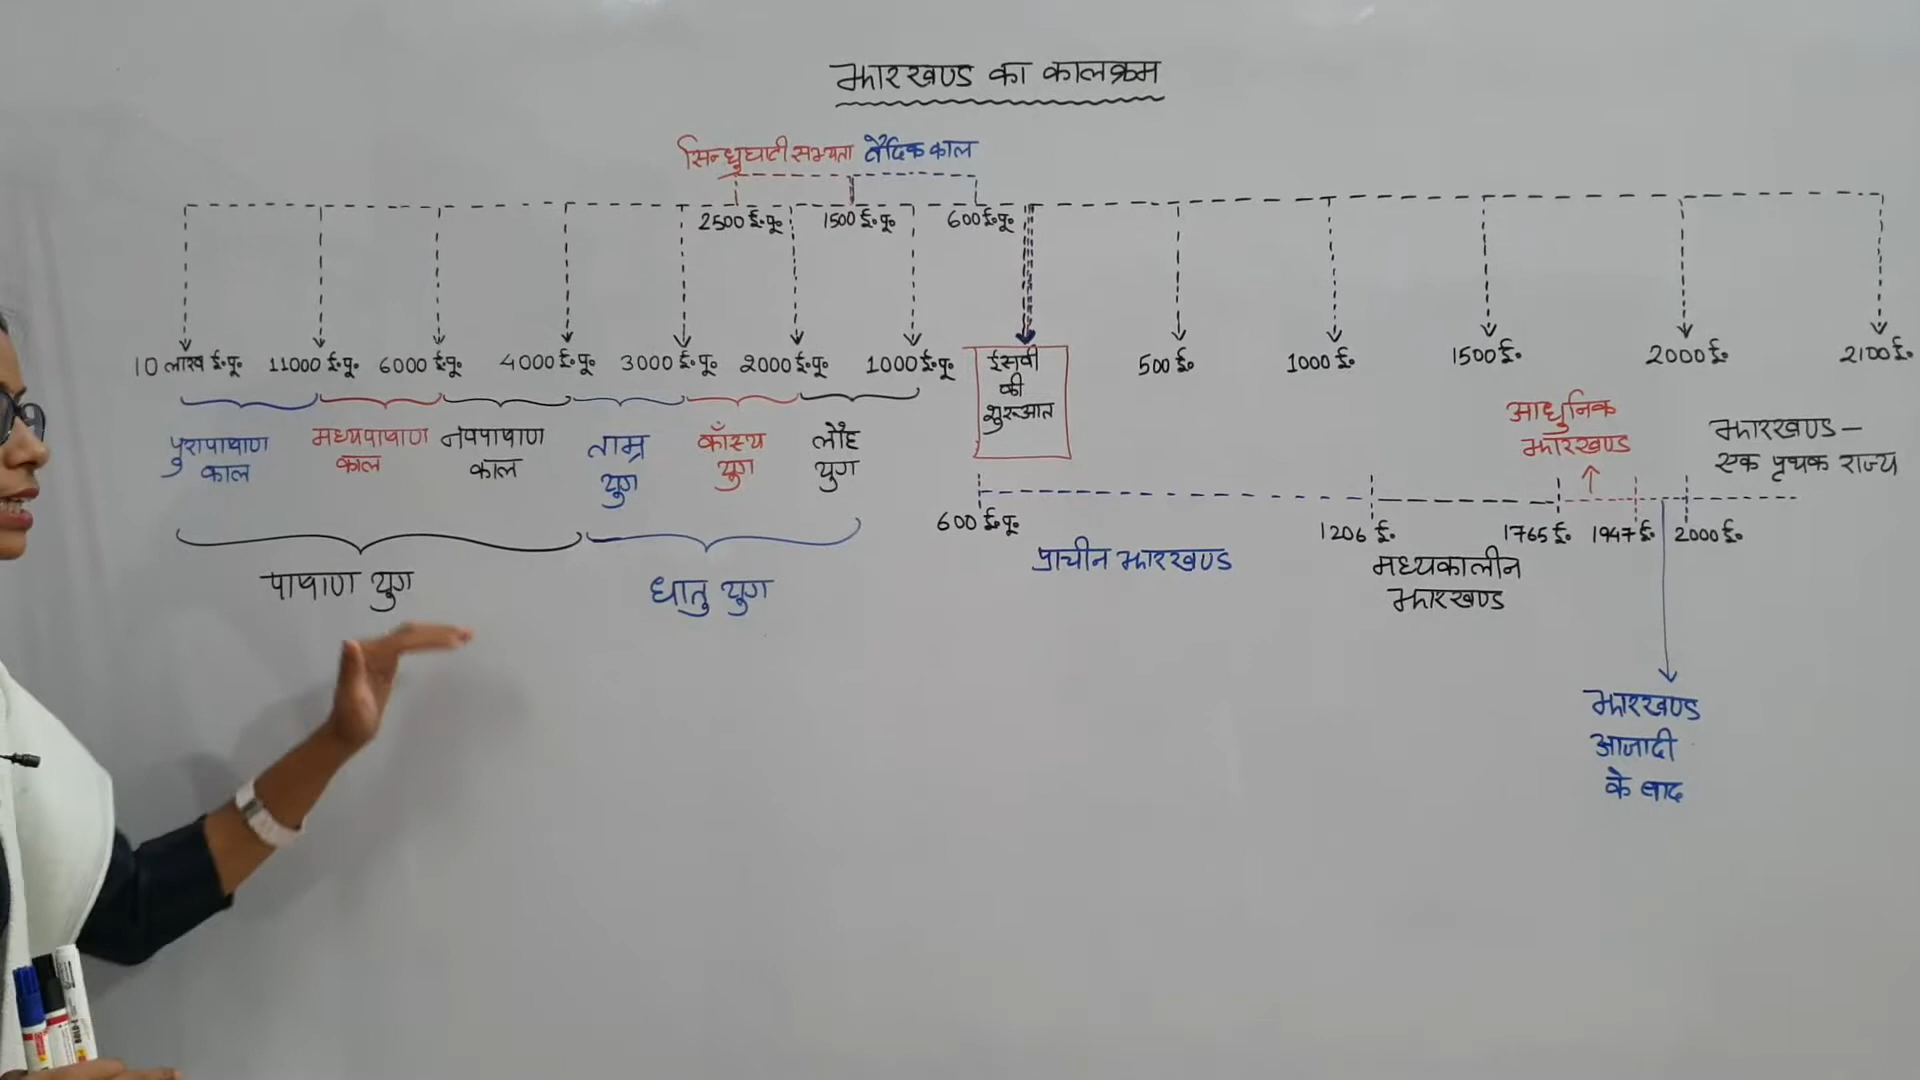 झारखण्ड का कालक्रम
सिन्धुघाटी सभ्यता वैदिक काल
2500 ई.पू. 1500 ई.पू. 600 ई.पू.
10 लाख ई.पू. 11000 ई.पू. 6000 ई.पू. 4000 ई.पू. 3000 ई.पू. 2000 ई.पू. 1000 ई.पू.
ईसवी
की
शुरुआत
500 ई. 1000 ई. 1500 ई. 2000 ई. 2100 ई.
पुरापाषाण
काल
मध्यपाषाण
काल
नवपाषाण
काल
ताम्र
युग
काँस्य
युग
लौह
युग
पाषाण युग
धातु युग
आधुनिक
झारखण्ड
झारखण्ड –
एक पृथक राज्य
600 ई.पू. 1206 ई. 1765 ई. 1947 ई. 2000 ई.
प्राचीन झारखण्ड
मध्यकालीन
झारखण्ड
झारखण्ड
आजादी
के बाद